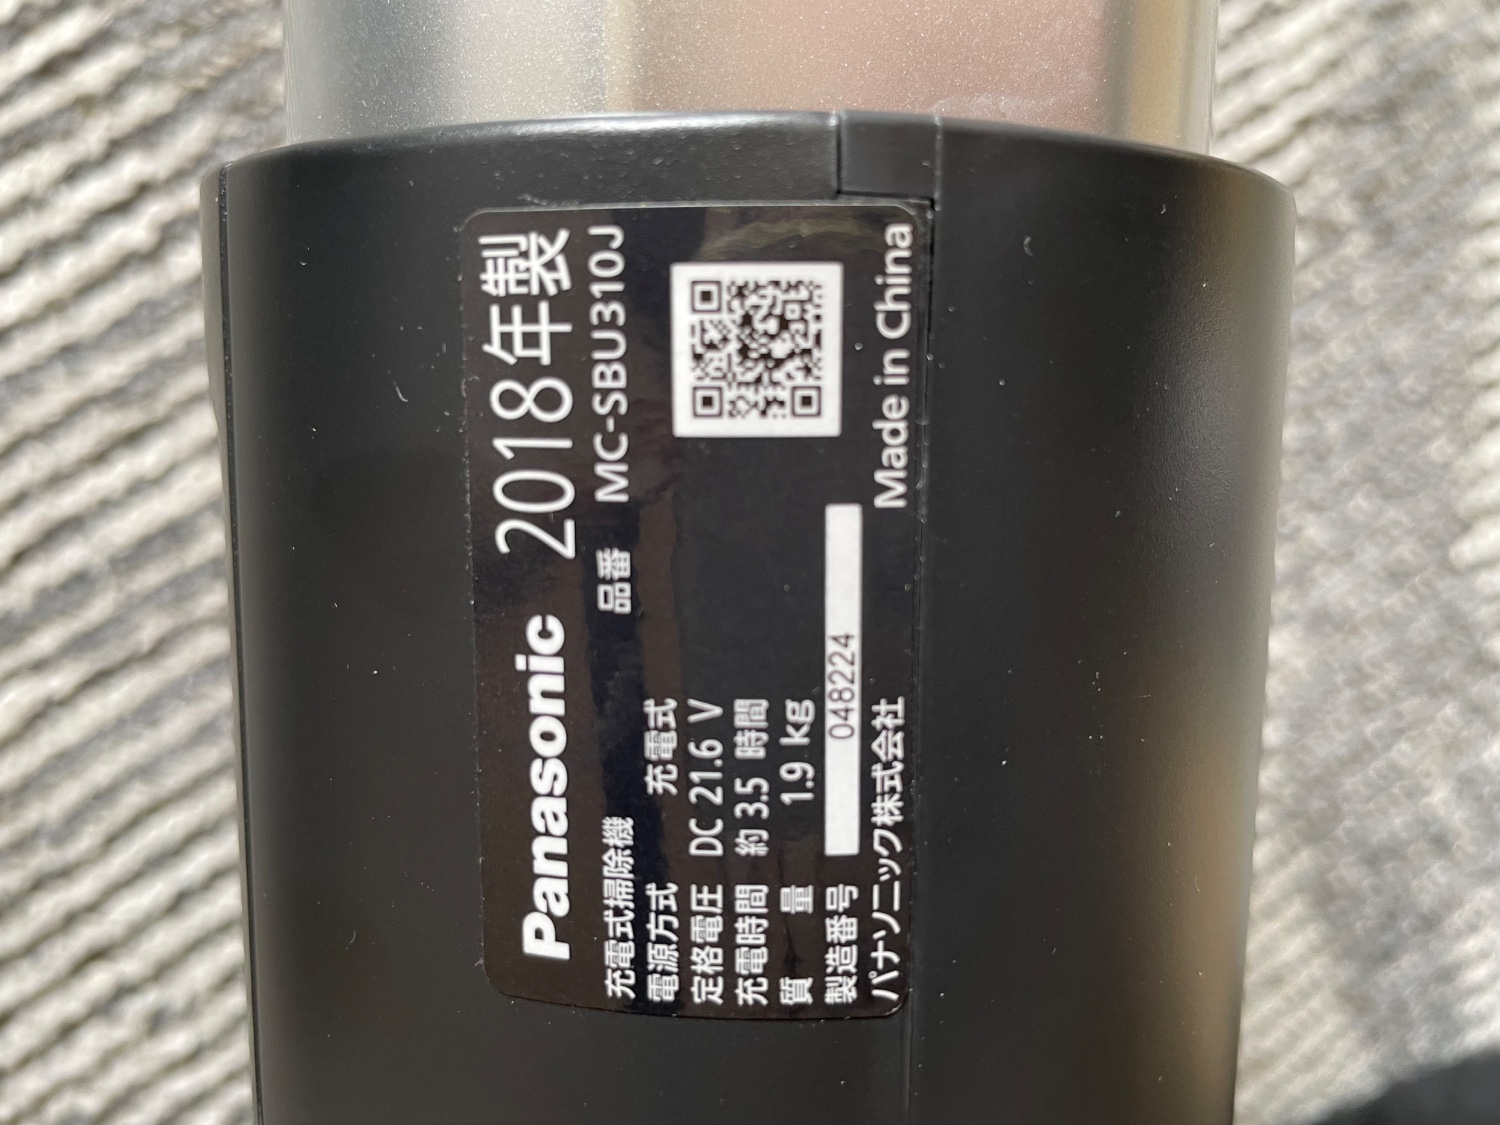 Panasonic 2018年製
充電式掃除機 品番 MC-SBU310J
電源方式 充電式
定格電圧 DC 21.6 V
充電時間 約 3.5 時間
質 量 1.9 kg
製造番号 048224
パナソニック株式会社 Made in China